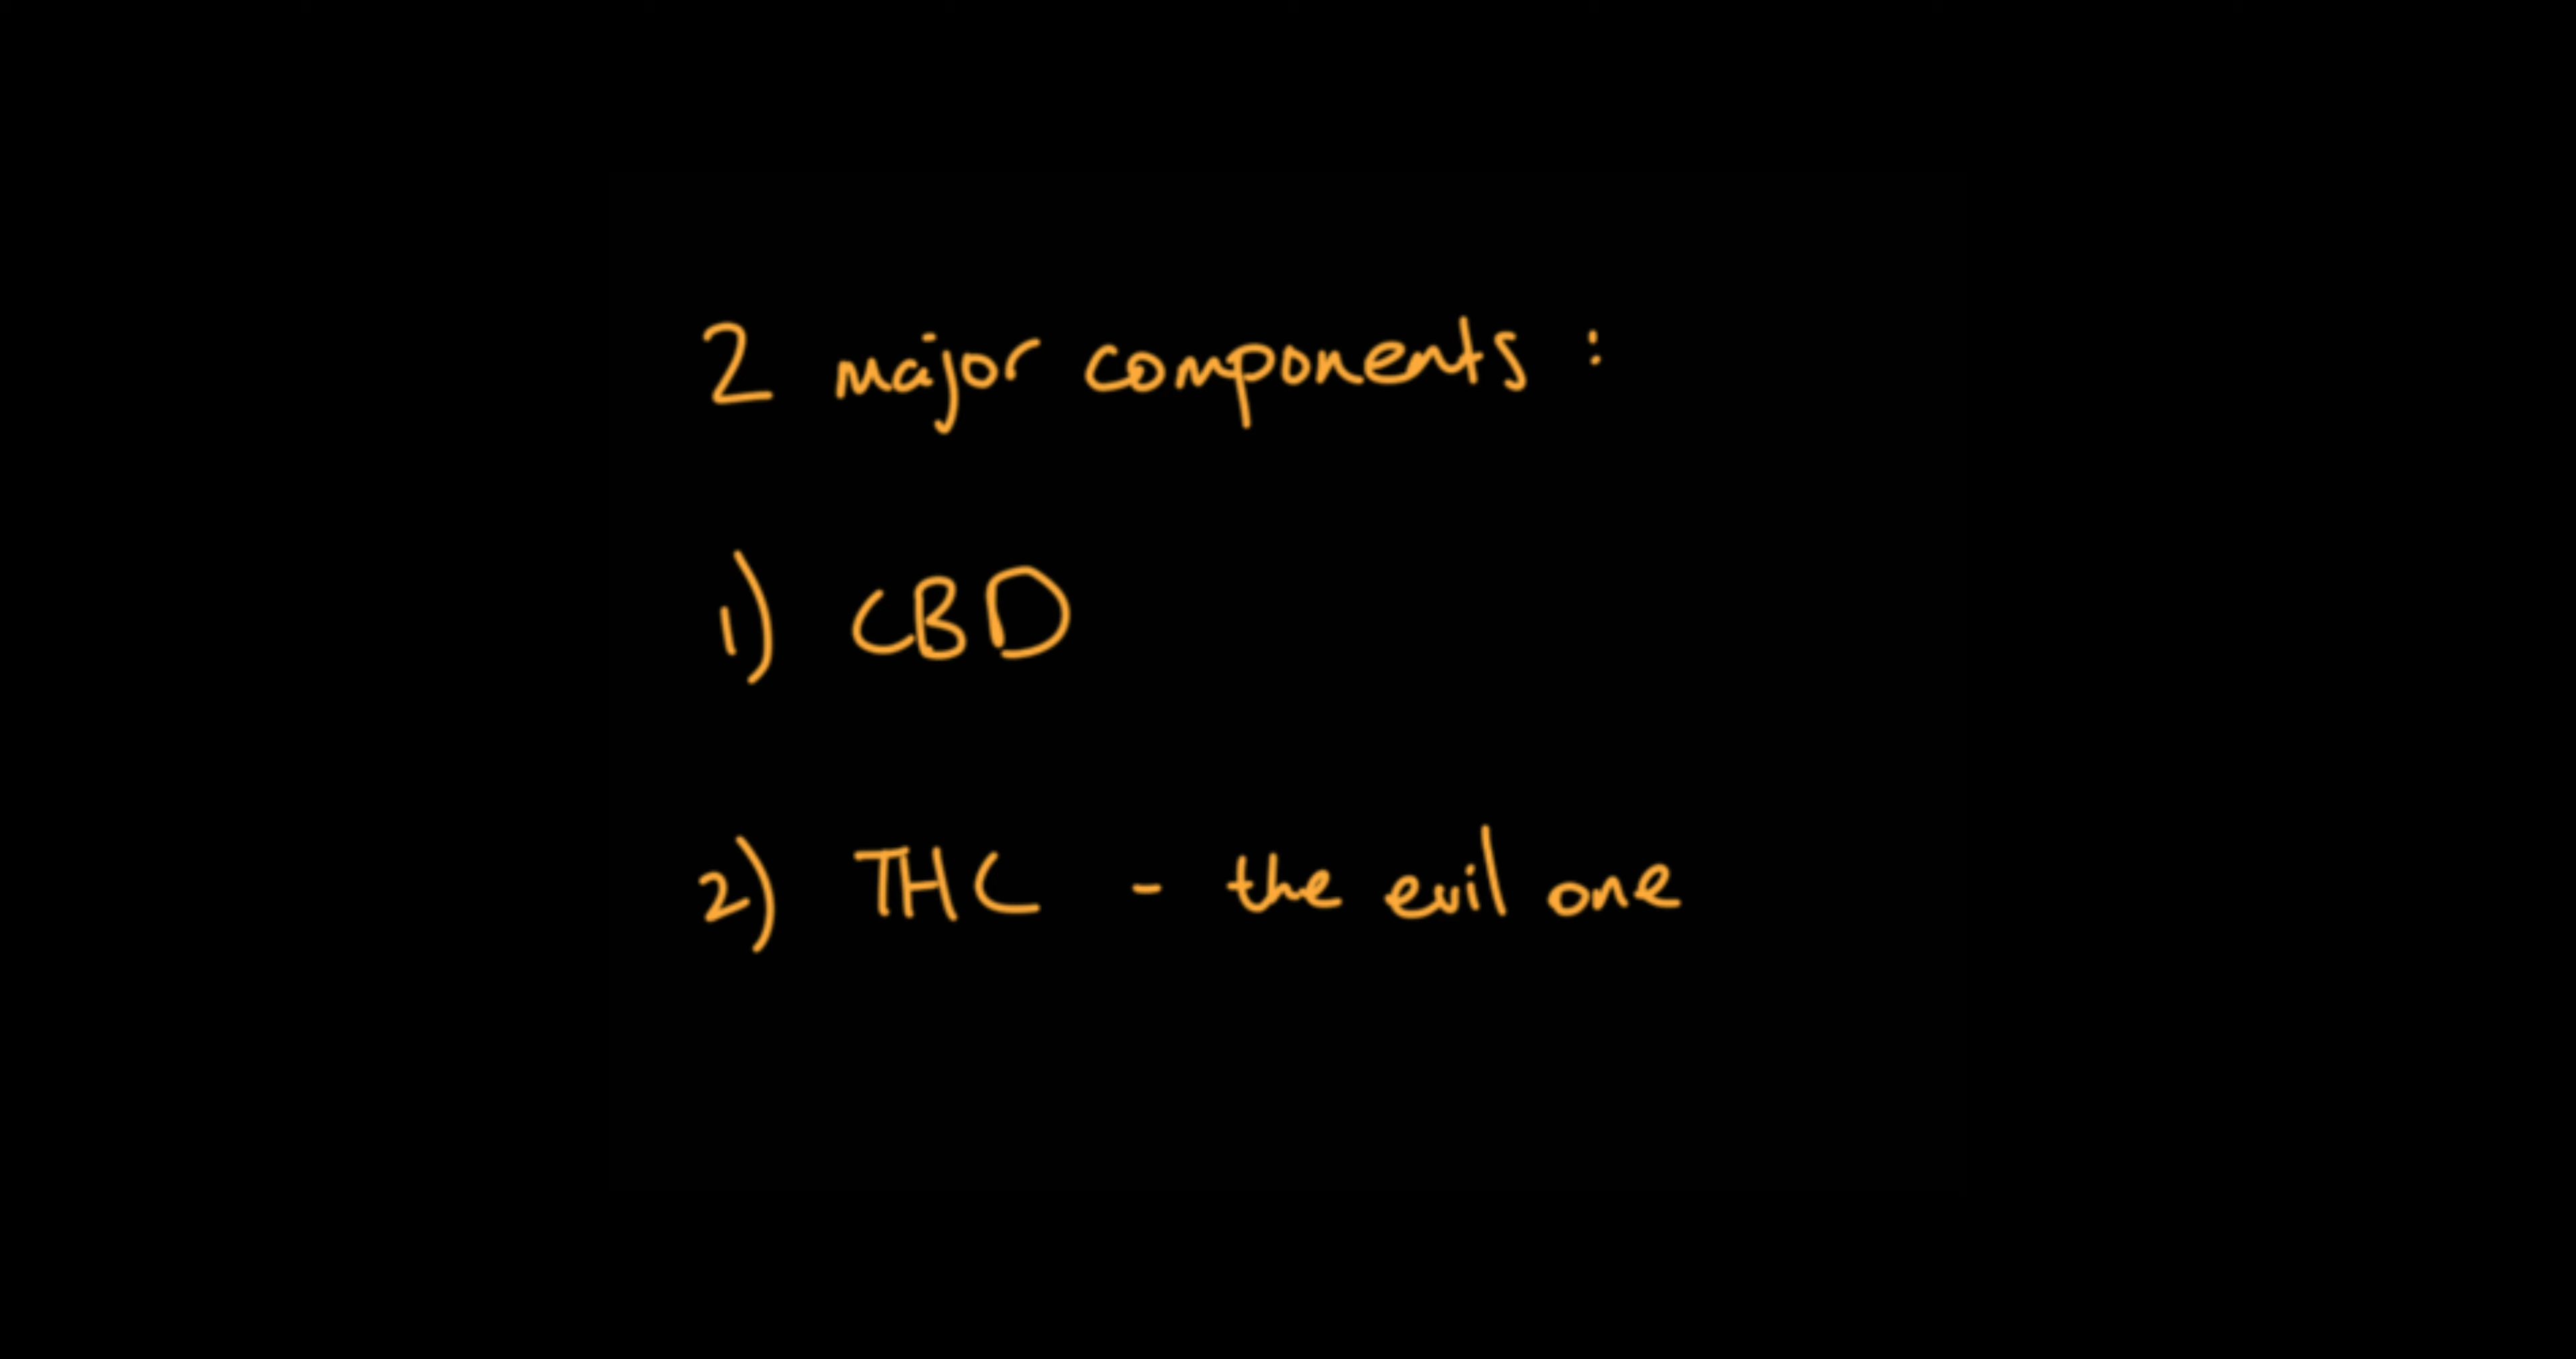 2 major components :
1) CBD
2) THC - the evil one